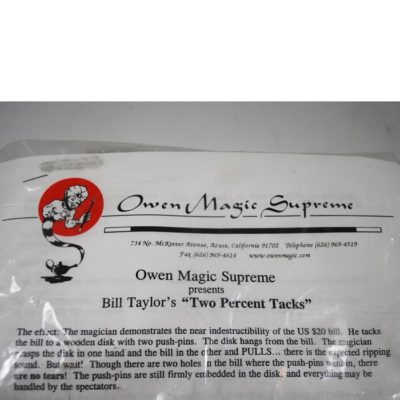 Owen Magic Supreme
734 No. McKeever Avenue, Azusa, California 91702 Telephone (626) 969-4519
Fax (626) 969-4614 www.owenmagic.com
Owen Magic Supreme
presents
Bill Taylor's "Two Percent Tacks"
The effect: The magician demonstrates the near indestructibility of the US $20 bill. He tacks
the bill to a wooden disk with two push-pins. The disk hangs from the bill. The magician
grasps the disk in one hand and the bill in the other and PULLS... there is the expected ripping
sound. But wait! Though there are two holes in the bill where the push-pins were pushed in, there
are no tears! The push-pins are still firmly embedded in the disk, and everything may be
handled by the spectators.